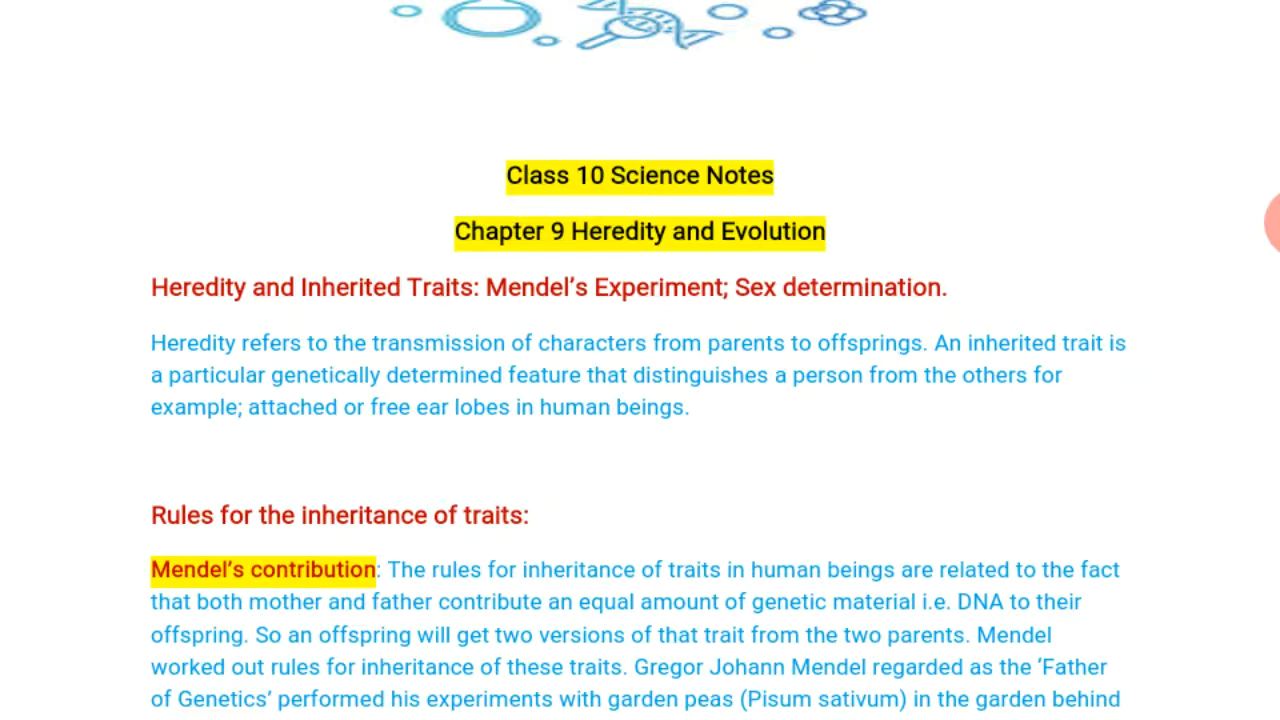 Class 10 Science Notes
Chapter 9 Heredity and Evolution
Heredity and Inherited Traits: Mendel’s Experiment; Sex determination.
Heredity refers to the transmission of characters from parents to offsprings. An inherited trait is
a particular genetically determined feature that distinguishes a person from the others for
example; attached or free ear lobes in human beings.
Rules for the inheritance of traits:
Mendel’s contribution: The rules for inheritance of traits in human beings are related to the fact
that both mother and father contribute an equal amount of genetic material i.e. DNA to their
offspring. So an offspring will get two versions of that trait from the two parents. Mendel
worked out rules for inheritance of these traits. Gregor Johann Mendel regarded as the ‘Father
of Genetics’ performed his experiments with garden peas (Pisum sativum) in the garden behind